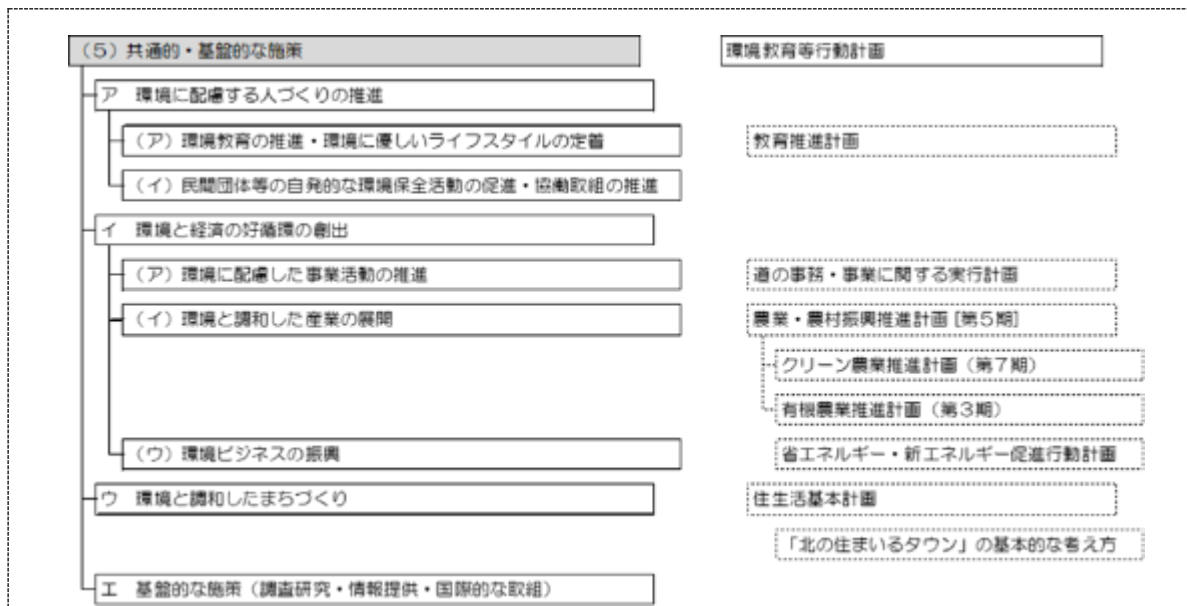 (5)共通的・基盤的な施策
環境教育等行動計画
ア 環境に配慮する人づくりの推進
(ア)環境教育の推進・環境に優しいライフスタイルの定着
教育推進計画
(イ)民間団体等の自発的な環境保全活動の促進・協働取組の推進
イ 環境と経済の好循環の創出
(ア)環境に配慮した事業活動の推進
道の事務・事業に関する実行計画
(イ)環境と調和した産業の展開
農業・農村振興推進計画[第5期]
クリーン農業推進計画(第7期)
有機農業推進計画(第3期)
(ウ)環境ビジネスの振興
省エネルギー・新エネルギー促進行動計画
ウ 環境と調和したまちづくり
住生活基本計画
「北の住まいるタウン」の基本的な考え方
エ 基盤的な施策(調査研究・情報提供・国際的な取組)